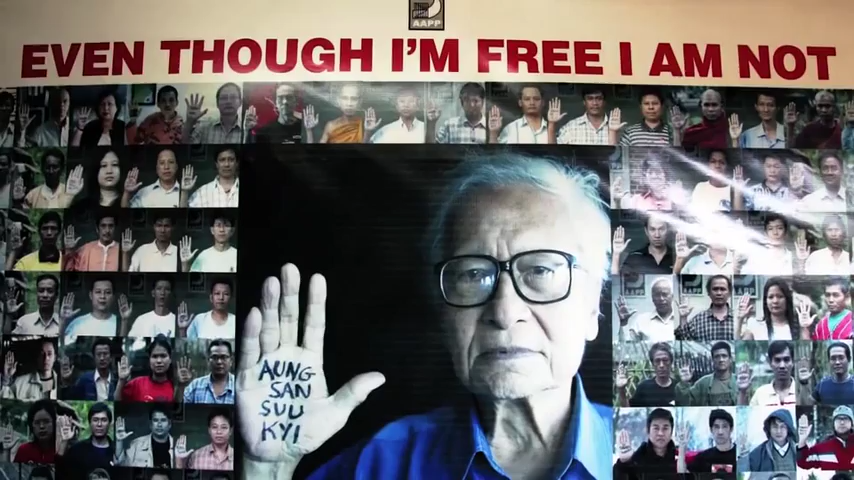 AAPP
EVEN THOUGH I'M FREE I AM NOT
AUNG
SAN
SUU
KYI